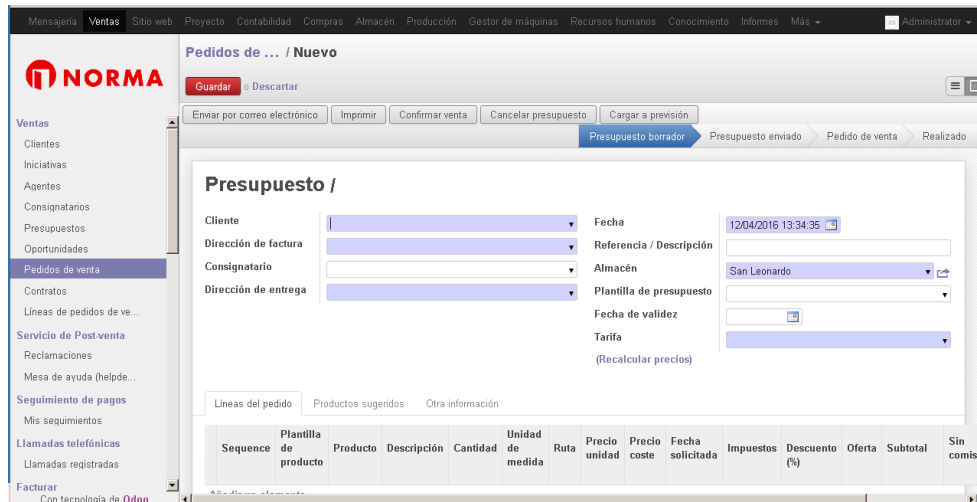 Mensajería Ventas Sitio web Proyecto Contabilidad Compras Almacén Producción Gestor de máquinas Recursos humanos Conocimiento Informes Más Administrator
NORMA
Pedidos de ... / Nuevo
Guardar o Descartar
Enviar por correo electrónico Imprimir Confirmar venta Cancelar presupuesto Cargar a previsión
Presupuesto borrador Presupuesto enviado Pedido de venta Realizado
Ventas
Clientes
Iniciativas
Agentes
Consignatarios
Presupuestos
Oportunidades
Pedidos de venta
Contratos
Líneas de pedidos de ve...
Servicio de Post-venta
Reclamaciones
Mesa de ayuda (helpde...
Seguimiento de pagos
Mis seguimientos
Llamadas telefónicas
Llamadas registradas
Facturar
Con tecnología de Odoo
Presupuesto /
Cliente
Dirección de factura
Consignatario
Dirección de entrega
Fecha 12/04/2016 13:34:35
Referencia / Descripción
Almacén San Leonardo
Plantilla de presupuesto
Fecha de validez
Tarifa
(Recalcular precios)
Líneas del pedido Productos sugeridos Otra información
Sequence Plantilla de producto Producto Descripción Cantidad Unidad de medida Ruta Precio unidad Precio coste Fecha solicitada Impuestos Descuento (%) Oferta Subtotal Sin comis
Añadir un elemento